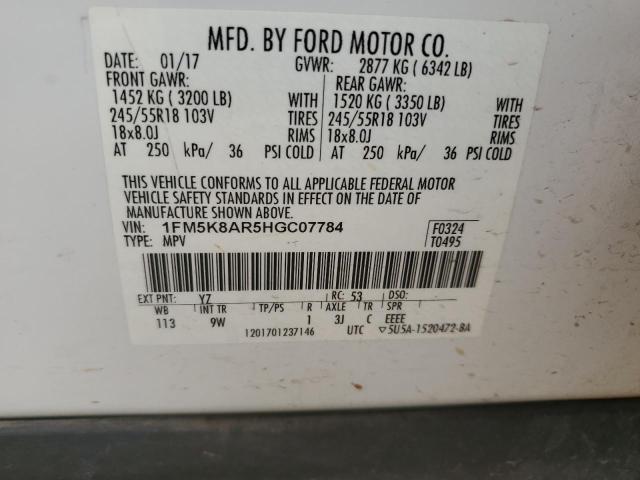 MFD. BY FORD MOTOR CO.
DATE: 01/17 GVWR: 2877 KG ( 6342 LB)
FRONT GAWR: REAR GAWR:
1452 KG ( 3200 LB) WITH 1520 KG ( 3350 LB) WITH
245/55R18 103V TIRES 245/55R18 103V TIRES
18x8.0J RIMS 18x8.0J RIMS
AT 250 kPa/ 36 PSI COLD AT 250 kPa/ 36 PSI COLD
THIS VEHICLE CONFORMS TO ALL APPLICABLE FEDERAL MOTOR
VEHICLE SAFETY STANDARDS IN EFFECT ON THE DATE OF
MANUFACTURE SHOWN ABOVE.
VIN: 1FM5K8AR5HGC07784 F0324
TYPE: MPV T0495
EXT PNT: Y7 RC: 53 DSO:
WB INT TR TP/PS R AXLE TR SPR
113 9W 1 3J C EEEE
1201701237146 UTC ▽5U5A-1520472-BA